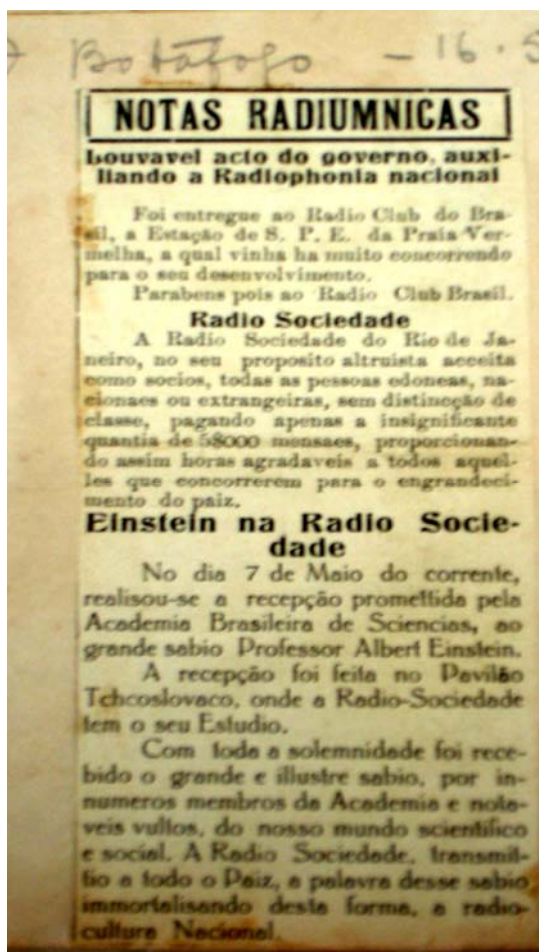 Botafogo - 16.5
NOTAS RADIUMNICAS
Louvavel acto do governo, auxi-
liando a Radiophonia nacional
Foi entregue ao Radio Club do Bra-
sil, a Estação de S. P. E. da Praia Ver-
melha, a qual vinha ha muito concorrendo
para o seu desenvolvimento.
Parabens pois ao Radio Club Brasil.
Radio Sociedade
A Radio Sociedade do Rio de Ja-
neiro, no seu proposito altruista acceita
como socios, todas as pessoas edoneas, na-
cionaes ou extrangeiras, sem distincção de
classe, pagando apenas a insignificante
quantia de 5$000 mensaes, proporcionan-
do assim horas agradaveis a todos aquel-
les que concorrerem para o engrandeci-
mento do paiz.
Einstein na Radio Socie-
dade
No dia 7 de Maio do corrente,
realisou-se a recepção promettida pela
Academia Brasileira de Sciencias, ao
grande sabio Professor Albert Einstein.
A recepção foi feita no Pavilão
Tchcoslovaco, onde a Radio-Sociedade
tem o seu Estudio.
Com toda a solemnidade foi rece-
bido o grande e illustre sabio, por in-
numeros membros da Academia e nota-
veis vultos, do nosso mundo scientifico
e social. A Radio Sociedade, transmit-
tio a todo o Paiz, a palavra desse sabio
immortalisando desta forma, a radio-
cultura Nacional.